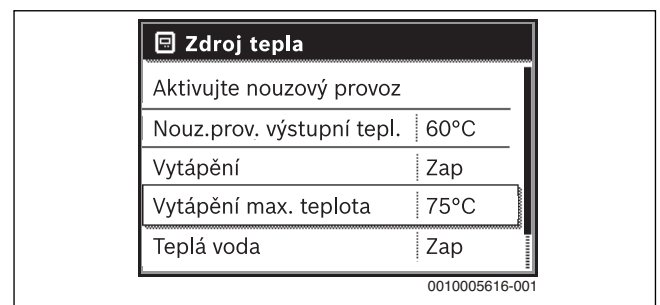 Zdroj tepla
Aktivujte nouzový provoz
Nouz.prov. výstupní tepl. 60°C
Vytápění Zap
Vytápění max. teplota 75°C
Teplá voda Zap
0010005616-001